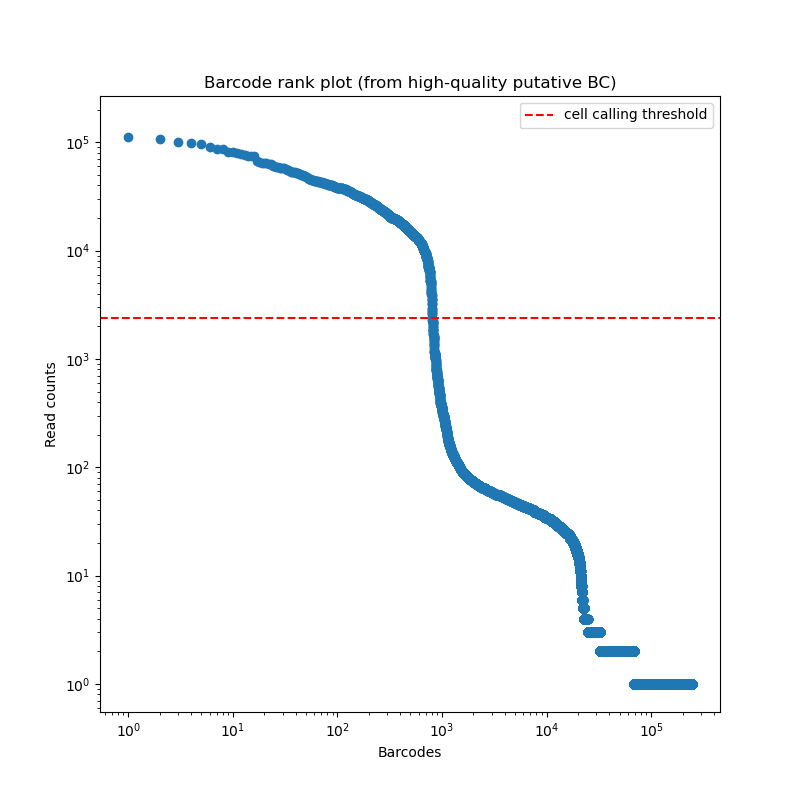 Barcode rank plot (from high-quality putative BC)
cell calling threshold
10^5
10^4
10^3
10^2
10^1
10^0
Read counts
10^0 10^1 10^2 10^3 10^4 10^5
Barcodes